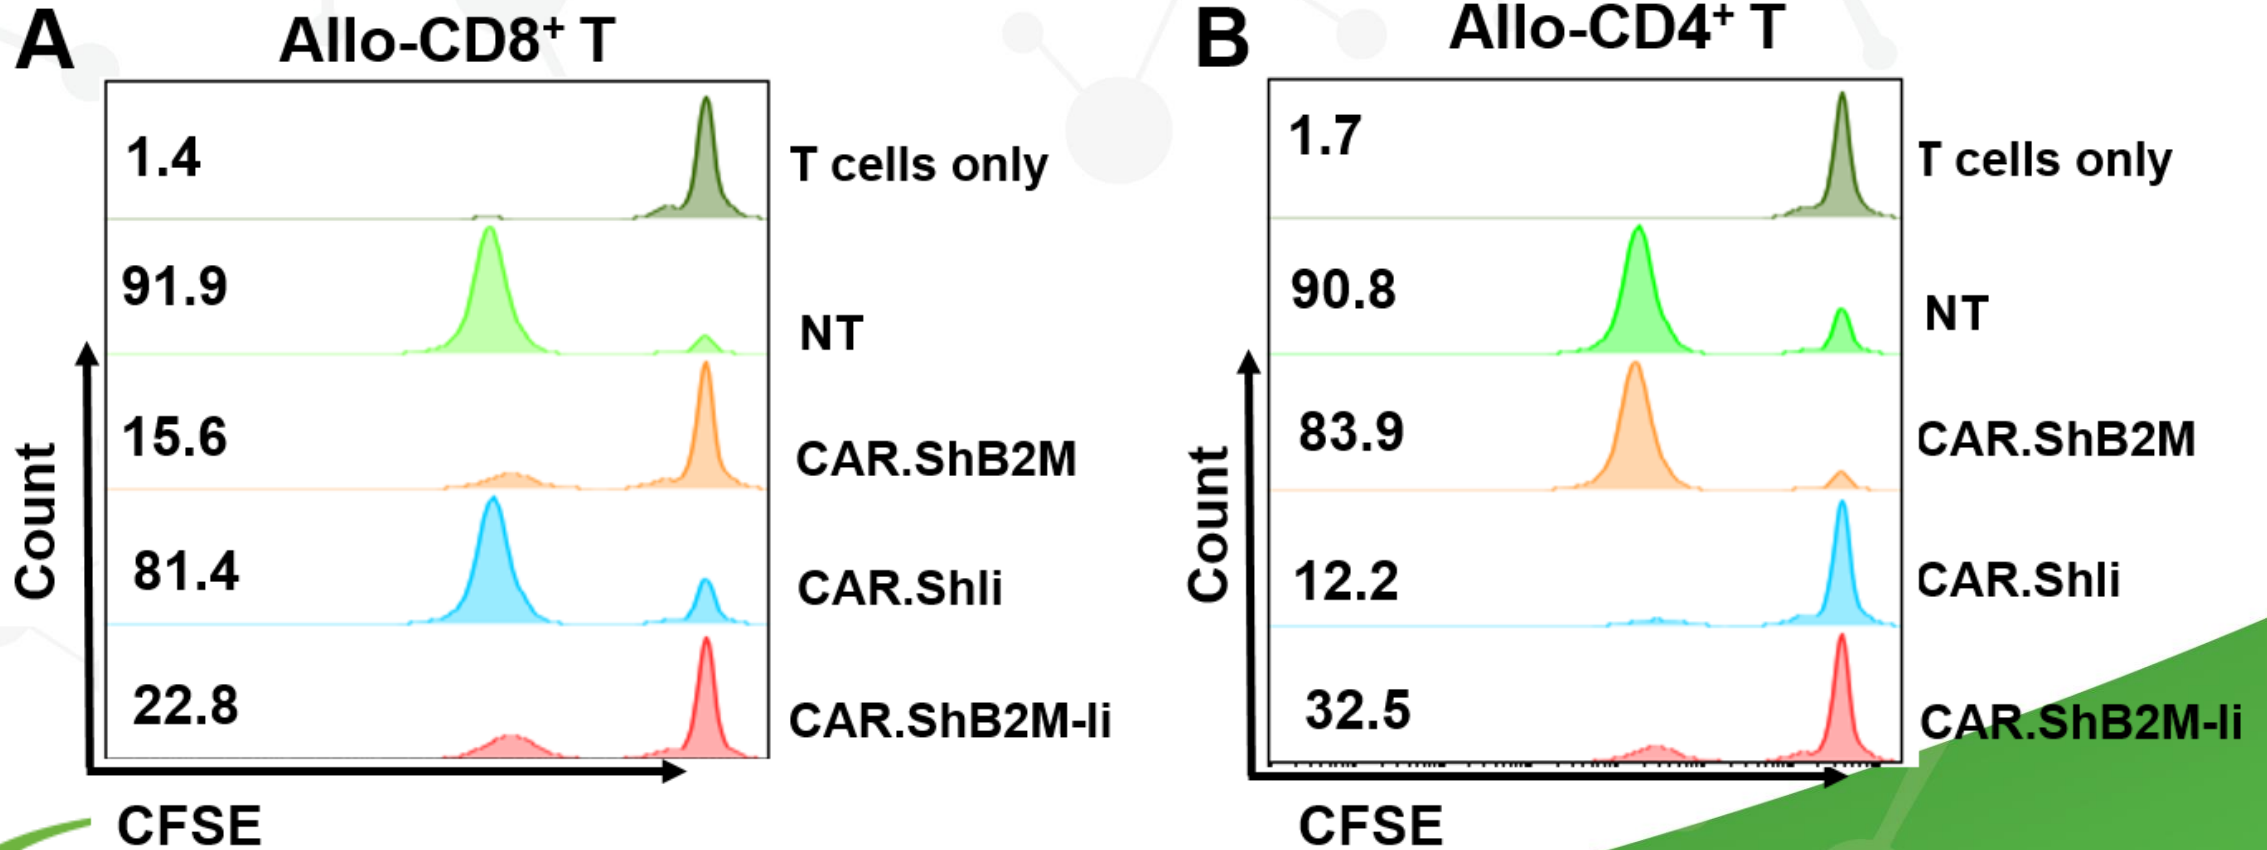 A
Allo-CD8+ T
1.4
T cells only
91.9
NT
15.6
CAR.ShB2M
81.4
CAR.ShIi
22.8
CAR.ShB2M-Ii
Count
CFSE
B
Allo-CD4+ T
1.7
T cells only
90.8
NT
83.9
CAR.ShB2M
12.2
CAR.ShIi
32.5
CAR.ShB2M-Ii
Count
CFSE